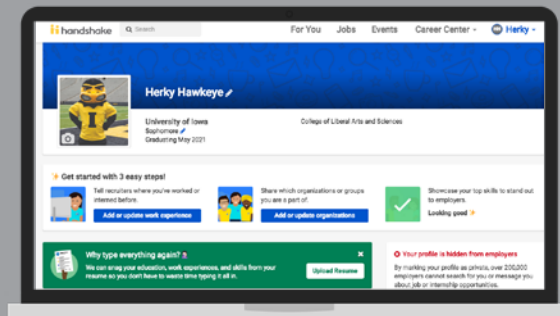 handshake
Search
For You Jobs Events Career Center Herky
Herky Hawkeye
University of Iowa
College of Liberal Arts and Sciences
Sophomore
Graduating May 2021
I
Get started with 3 easy steps!
Tell recruiters where you've worked or
interned before.
Add or update work experience
Share which organizations or groups
you are a part of.
Add or update organizations
Showcase your top skills to stand out
to employers.
Looking good
Why type everything again?
We can snag your education, work experiences, and skills from your
resume so you don't have to waste time typing it all in.
Upload Resume
Your profile is hidden from employers
By marking your profile as private, over 200,000
employers cannot search for you or message you
about job or internship opportunities.